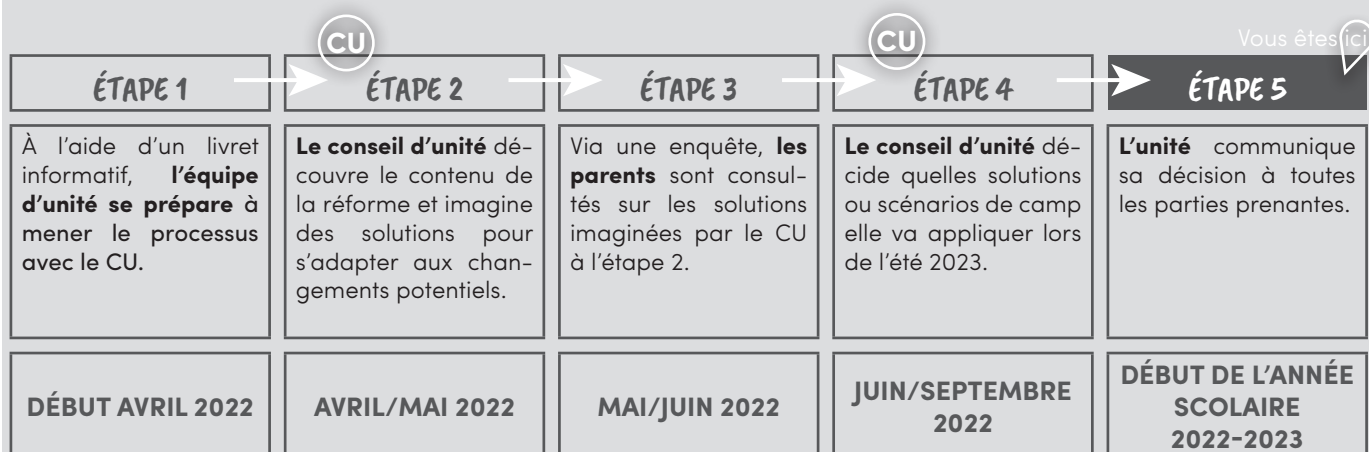 CU
CU
Vous êtes ici
ÉTAPE 1
ÉTAPE 2
ÉTAPE 3
ÉTAPE 4
ÉTAPE 5
À l’aide d’un livret
informatif, l’équipe
d’unité se prépare à
mener le processus
avec le CU.
Le conseil d’unité dé-
couvre le contenu de
la réforme et imagine
des solutions pour
s’adapter aux chan-
gements potentiels.
Via une enquête, les
parents sont consul-
tés sur les solutions
imaginées par le CU
à l’étape 2.
Le conseil d’unité dé-
cide quelles solutions
ou scénarios de camp
elle va appliquer lors
de l’été 2023.
L’unité communique
sa décision à toutes
les parties prenantes.
DÉBUT AVRIL 2022
AVRIL/MAI 2022
MAI/JUIN 2022
JUIN/SEPTEMBRE
2022
DÉBUT DE L’ANNÉE
SCOLAIRE
2022-2023